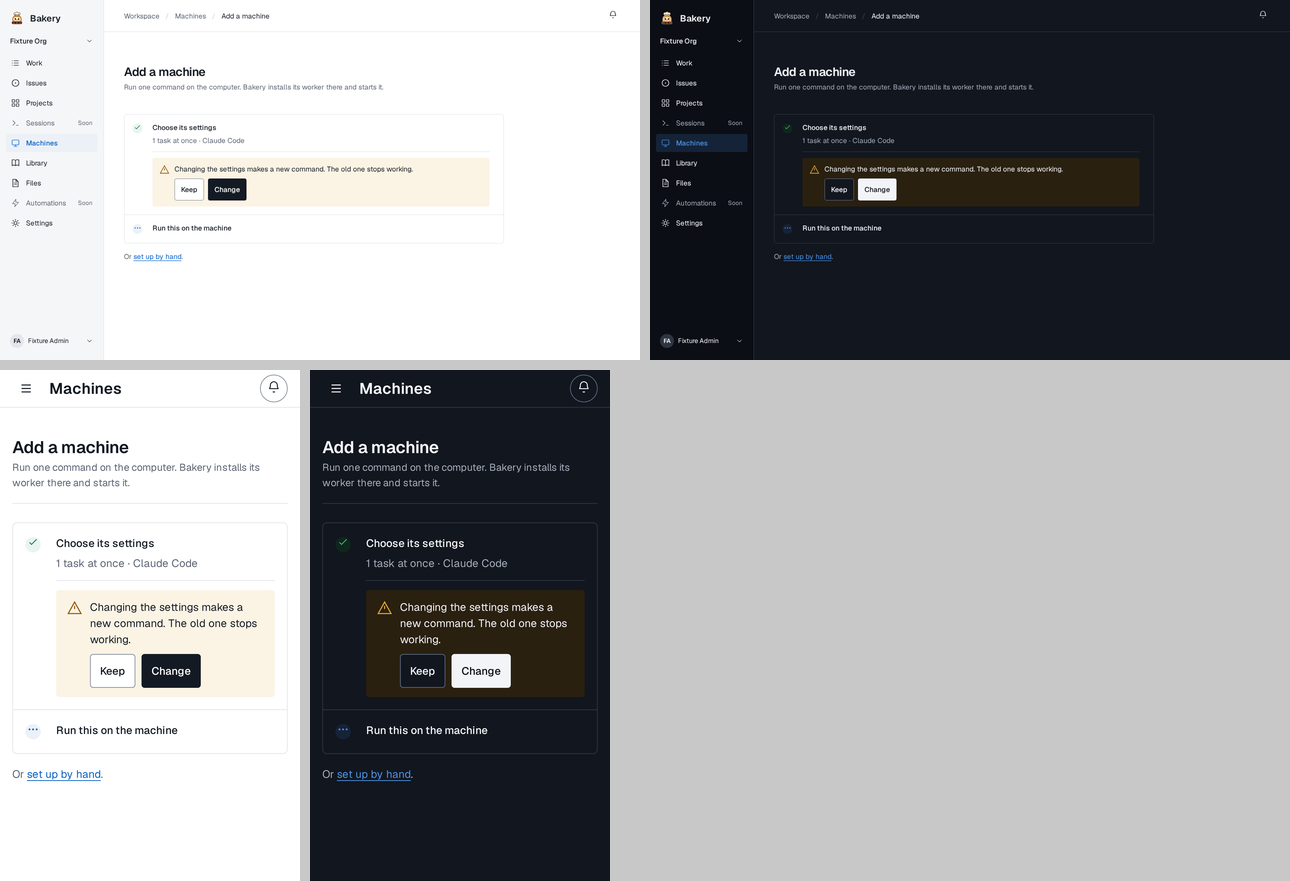 Bakery
Workspace / Machines / Add a machine
Fixture Org
Work
Issues
Projects
Sessions Soon
Machines
Library
Files
Automations Soon
Settings
FA Fixture Admin
Add a machine
Run one command on the computer. Bakery installs its worker there and starts it.
Choose its settings
1 task at once · Claude Code
Changing the settings makes a new command. The old one stops working.
Keep Change
Run this on the machine
Or set up by hand.
Bakery
Workspace / Machines / Add a machine
Fixture Org
Work
Issues
Projects
Sessions Soon
Machines
Library
Files
Automations Soon
Settings
FA Fixture Admin
Add a machine
Run one command on the computer. Bakery installs its worker there and starts it.
Choose its settings
1 task at once · Claude Code
Changing the settings makes a new command. The old one stops working.
Keep Change
Run this on the machine
Or set up by hand.
Machines
Add a machine
Run one command on the computer. Bakery installs its
worker there and starts it.
Choose its settings
1 task at once · Claude Code
Changing the settings makes a
new command. The old one stops
working.
Keep Change
Run this on the machine
Or set up by hand.
Machines
Add a machine
Run one command on the computer. Bakery installs its
worker there and starts it.
Choose its settings
1 task at once · Claude Code
Changing the settings makes a
new command. The old one stops
working.
Keep Change
Run this on the machine
Or set up by hand.